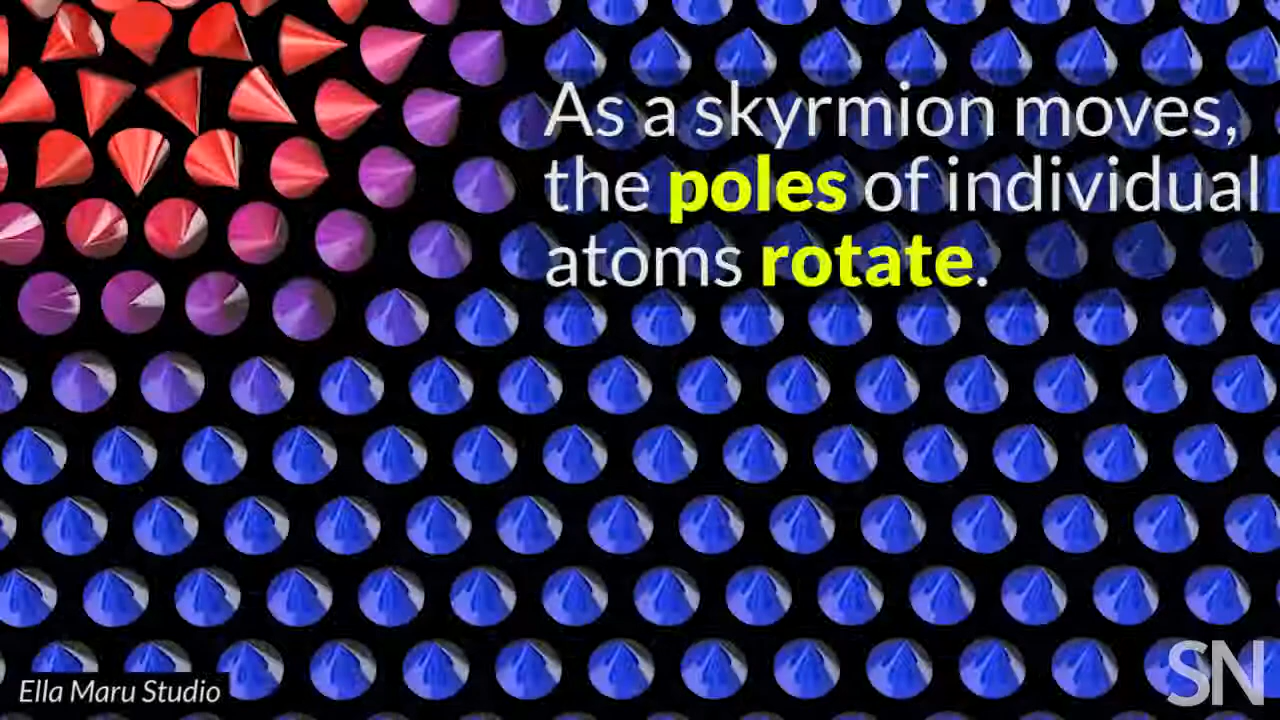 As a skyrmion moves,
the poles of individual
atoms rotate.
Ella Maru Studio
SN